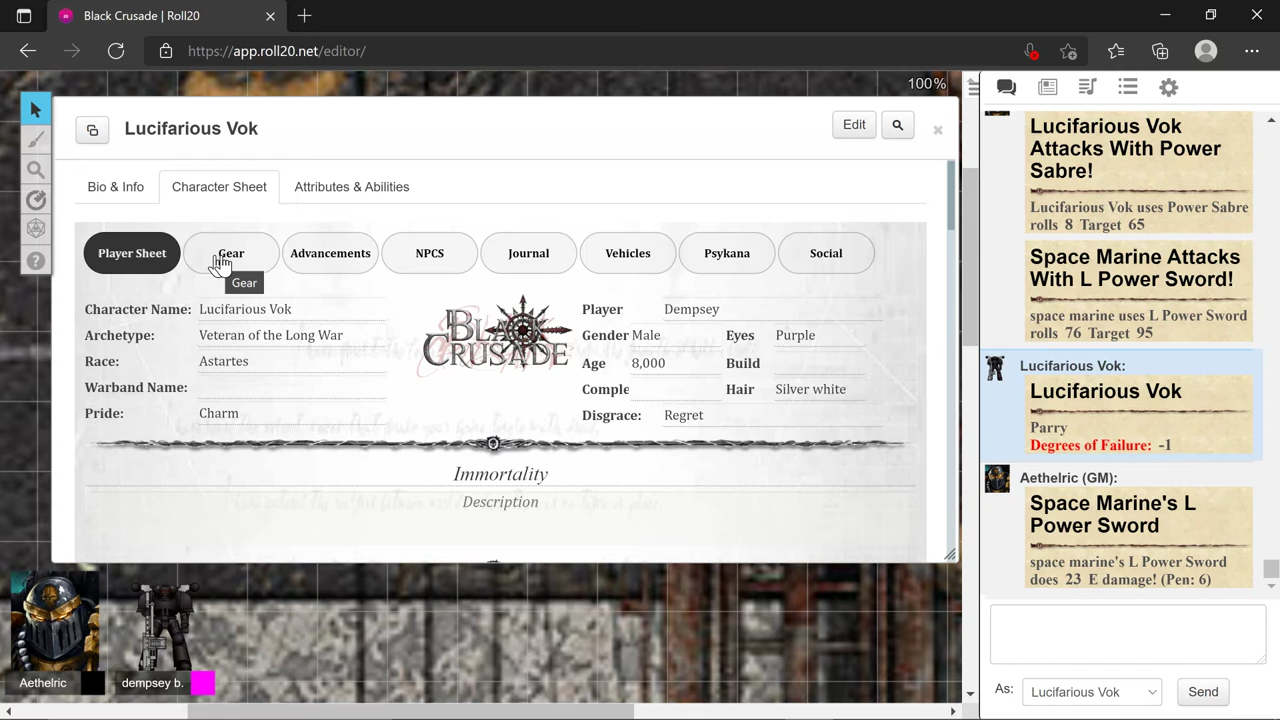 Black Crusade | Roll20
https://app.roll20.net/editor/
100%
Lucifarious Vok
Edit
Bio & Info
Character Sheet
Attributes & Abilities
Player Sheet
Gear
Advancements
NPCS
Journal
Vehicles
Psykana
Social
Gear
Character Name: Lucifarious Vok
Archetype: Veteran of the Long War
Race: Astartes
Warband Name:
Pride: Charm
BLACK
CRUSADE
Player Dempsey
Gender Male Eyes Purple
Age 8,000 Build
Comple Hair Silver white
Disgrace: Regret
Immortality
Description
Aethelric
dempsey b.
Lucifarious Vok
Attacks With Power
Sabre!
Lucifarious Vok uses Power Sabre
rolls 8 Target 65
Space Marine Attacks
With L Power Sword!
space marine uses L Power Sword
rolls 76 Target 95
Lucifarious Vok:
Lucifarious Vok
Parry
Degrees of Failure: -1
Aethelric (GM):
Space Marine's L
Power Sword
space marine's L Power Sword
does 23 E damage! (Pen: 6)
As: Lucifarious Vok
Send